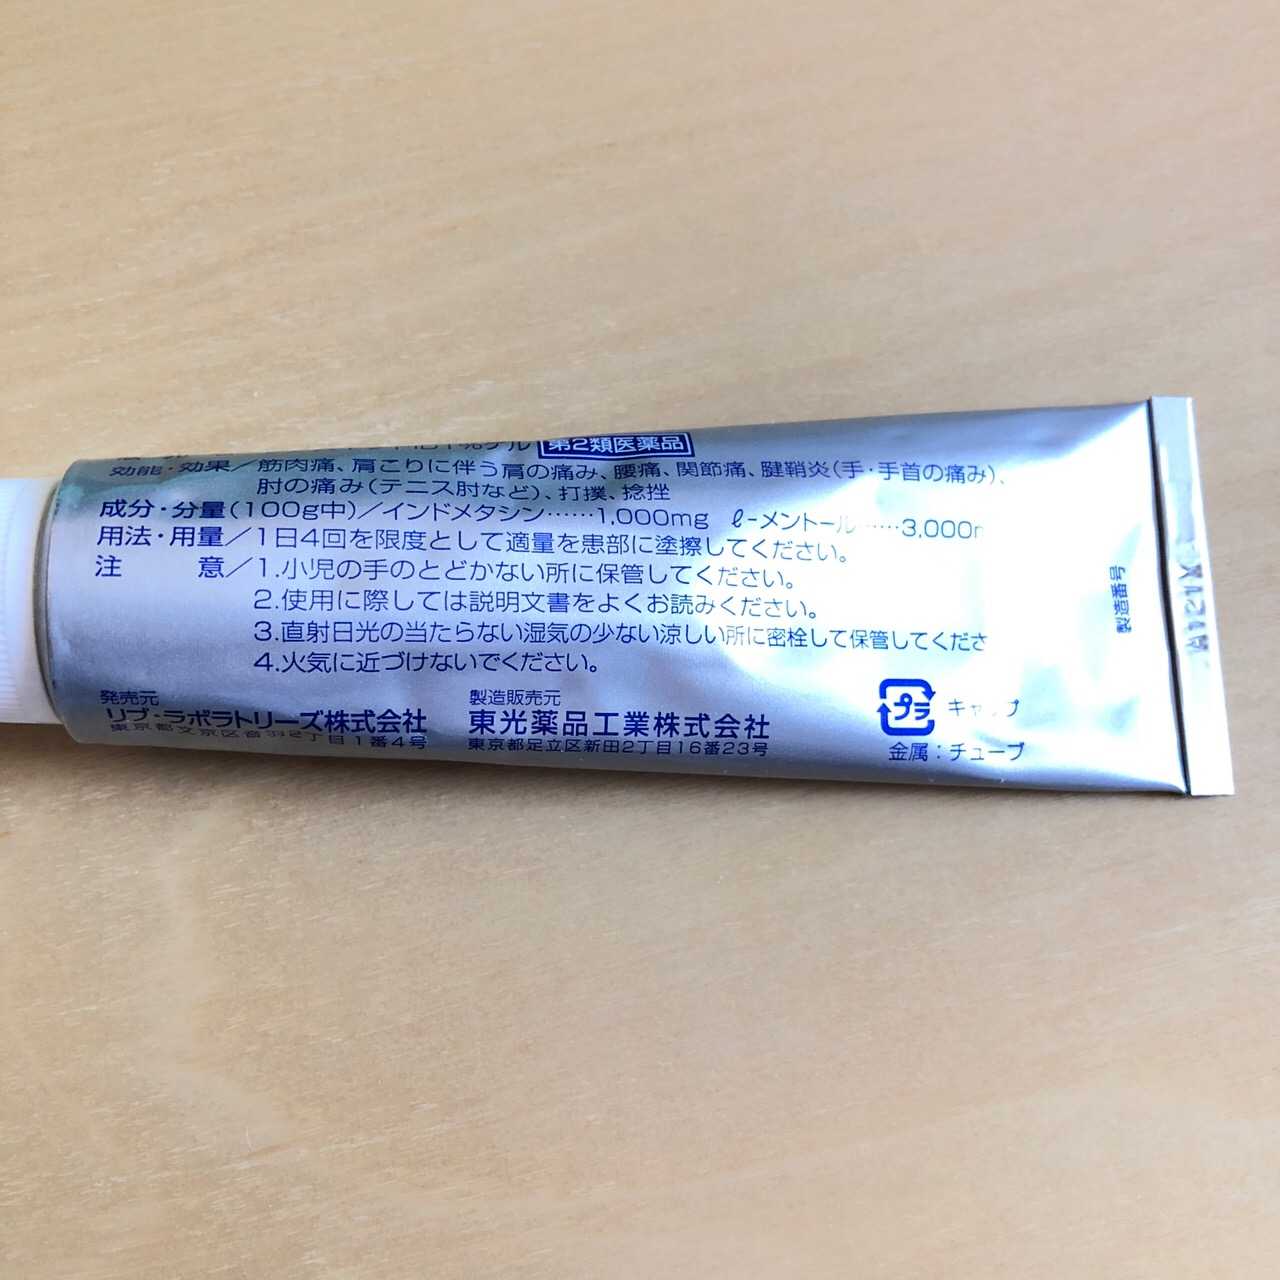 1%ゲル 第2類医薬品
効能・効果／筋肉痛、肩こりに伴う肩の痛み、腰痛、関節痛、腱鞘炎(手・手首の痛み)、
肘の痛み(テニス肘など)、打撲、捻挫
成分・分量(100g中)／インドメタシン……1,000mg ℓ-メントール……3,000m
用法・用量／1日4回を限度として適量を患部に塗擦してください。
注 意／1.小児の手のとどかない所に保管してください。
2.使用に際しては説明文書をよくお読みください。
3.直射日光の当たらない湿気の少ない涼しい所に密栓して保管してくださ
4.火気に近づけないでください。
発売元
リブ・ラボラトリーズ株式会社
東京都文京区音羽2丁目1番4号
製造販売元
東光薬品工業株式会社
東京都足立区新田2丁目16番23号
プラ キャップ
金属：チューブ
製造番号